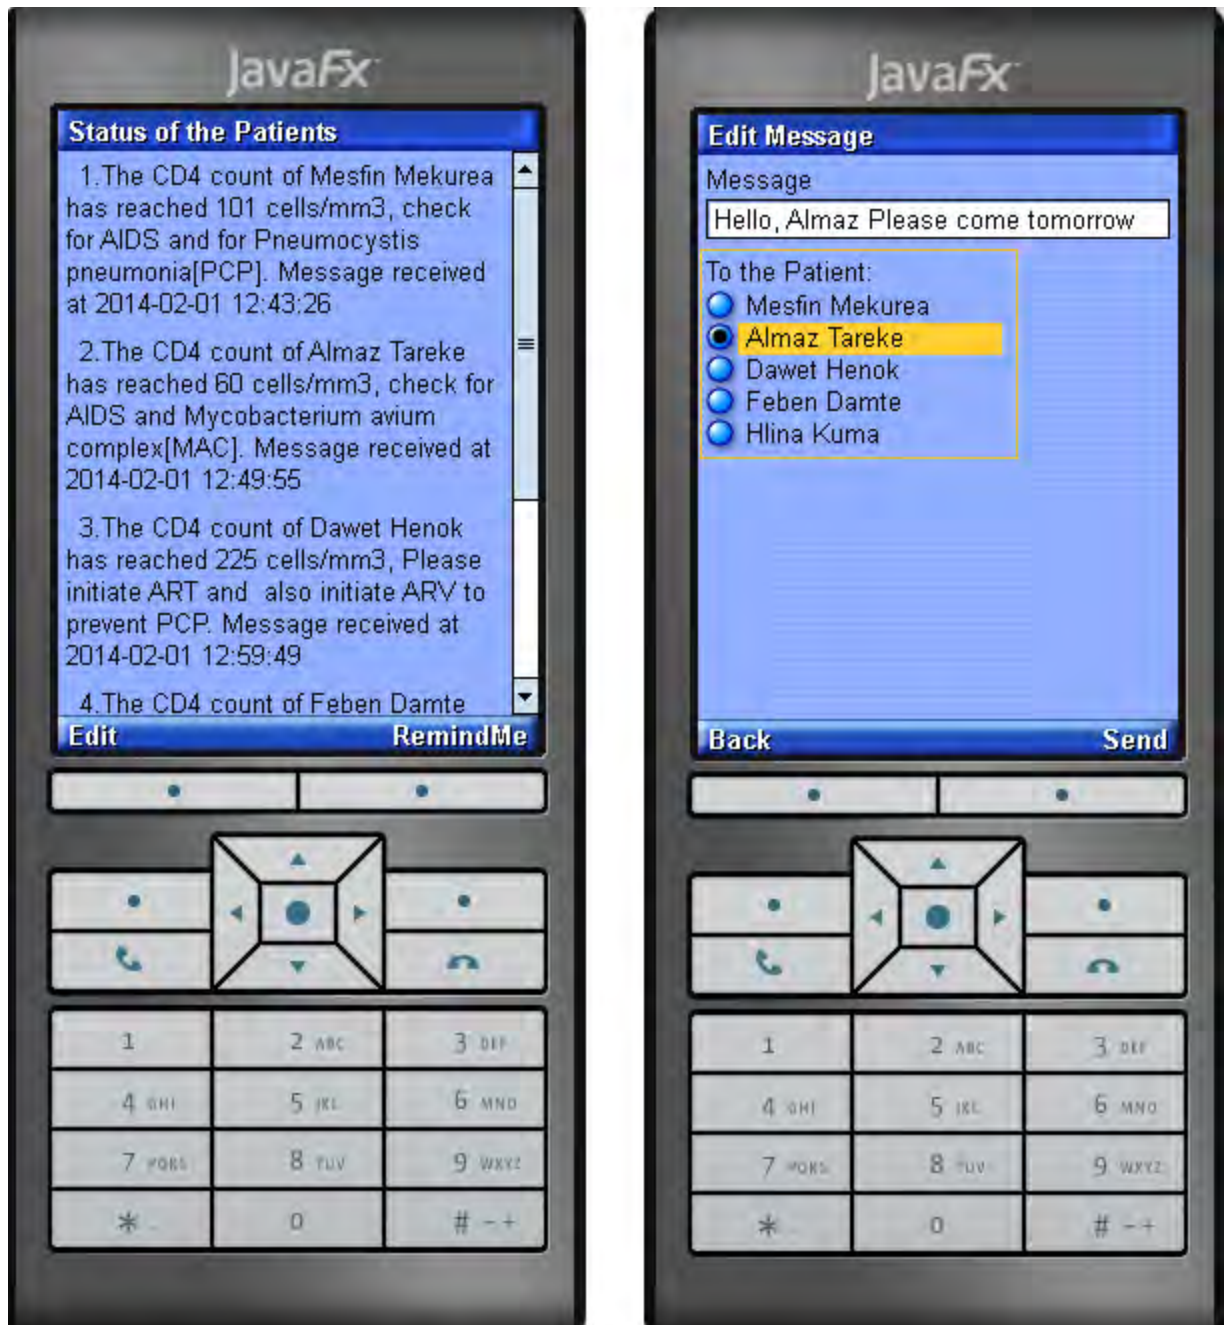 JavaFx
Status of the Patients
1.The CD4 count of Mesfin Mekurea
has reached 101 cells/mm3, check
for AIDS and for Pneumocystis
pneumonia[PCP]. Message received
at 2014-02-01 12:43:26
2.The CD4 count of Almaz Tareke
has reached 60 cells/mm3, check for
AIDS and Mycobacterium avium
complex[MAC]. Message received at
2014-02-01 12:49:55
3.The CD4 count of Dawet Henok
has reached 225 cells/mm3, Please
initiate ART and also initiate ARV to
prevent PCP. Message received at
2014-02-01 12:59:49
4.The CD4 count of Feben Damte
Edit RemindMe
1 2 ABC 3 DEF
4 GHI 5 JKL 6 MNO
7 PQRS 8 TUV 9 WXYZ
* 0 # - +
JavaFx
Edit Message
Message
Hello, Almaz Please come tomorrow
To the Patient:
Mesfin Mekurea
Almaz Tareke
Dawet Henok
Feben Damte
Hlina Kuma
Back Send
1 2 ABC 3 DEF
4 GHI 5 JKL 6 MNO
7 PQRS 8 TUV 9 WXYZ
* 0 # - +